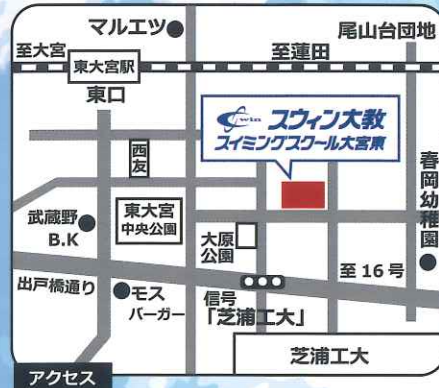 マルエツ
尾山台団地
至大宮
至蓮田
東大宮駅
東口
win スウィン大教
スイミングスクール大宮東
西友
春岡幼稚園
武蔵野
B.K
東大宮
中央公園
大原
公園
至 16 号
出戸橋通り
モス
バーガー
信号
「芝浦工大」
芝浦工大
アクセス